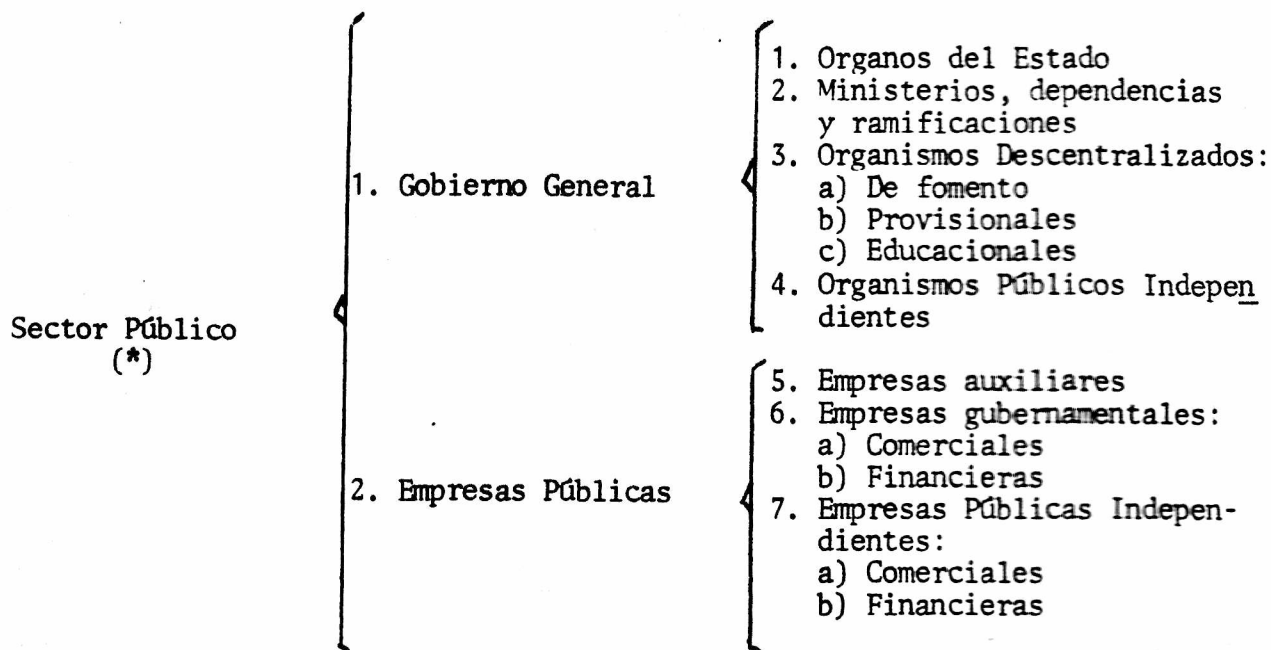 Sector Público
(*)
1. Gobierno General
1. Organos del Estado
2. Ministerios, dependencias
y ramificaciones
3. Organismos Descentralizados:
a) De fomento
b) Provisionales
c) Educacionales
4. Organismos Públicos Indepen
dientes
2. Empresas Públicas
5. Empresas auxiliares
6. Empresas gubernamentales:
a) Comerciales
b) Financieras
7. Empresas Públicas Indepen-
dientes:
a) Comerciales
b) Financieras